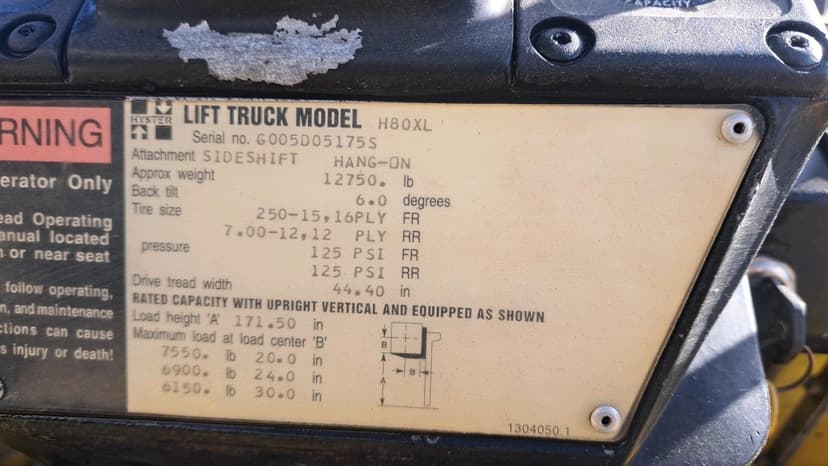 CAPACITY
RNING
erator Only
ead Operating
anual located
n or near seat
follow operating,
n, and maintenance
ctions can cause
s injury or death!
HYSTER
LIFT TRUCK MODEL H80XL
Serial no. G005D05175S
Attachment SIDESHIFT HANG-ON
Approx weight 12750. lb
Back tilt 6.0 degrees
Tire size 250-15,16PLY FR
7.00-12,12 PLY RR
pressure 125 PSI FR
125 PSI RR
Drive tread width 44.40 in
RATED CAPACITY WITH UPRIGHT VERTICAL AND EQUIPPED AS SHOWN
Load height 'A' 171.50 in
Maximum load at load center 'B'
7550. lb 20.0 in
6900. lb 24.0 in
6150. lb 30.0 in
B
A
B
1304050.1